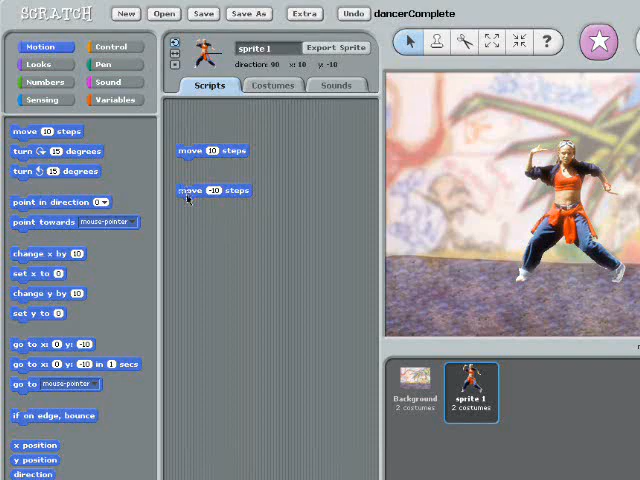 SCRATCH
New Open Save Save As Extra Undo dancerComplete
Motion Control
Looks Pen
Numbers Sound
Sensing Variables
sprite 1 Export Sprite
direction: 90 x: 10 y: -10
Scripts Costumes Sounds
move 10 steps
turn 15 degrees
turn 15 degrees
point in direction 0
point towards mouse-pointer
change x by 10
set x to 0
change y by 10
set y to 0
go to x: 0 y: -10
go to x: 0 y: -10 in 1 secs
go to mouse-pointer
if on edge, bounce
x position
y position
direction
move 10 steps
move -10 steps
?
Background
2 costumes
sprite 1
2 costumes